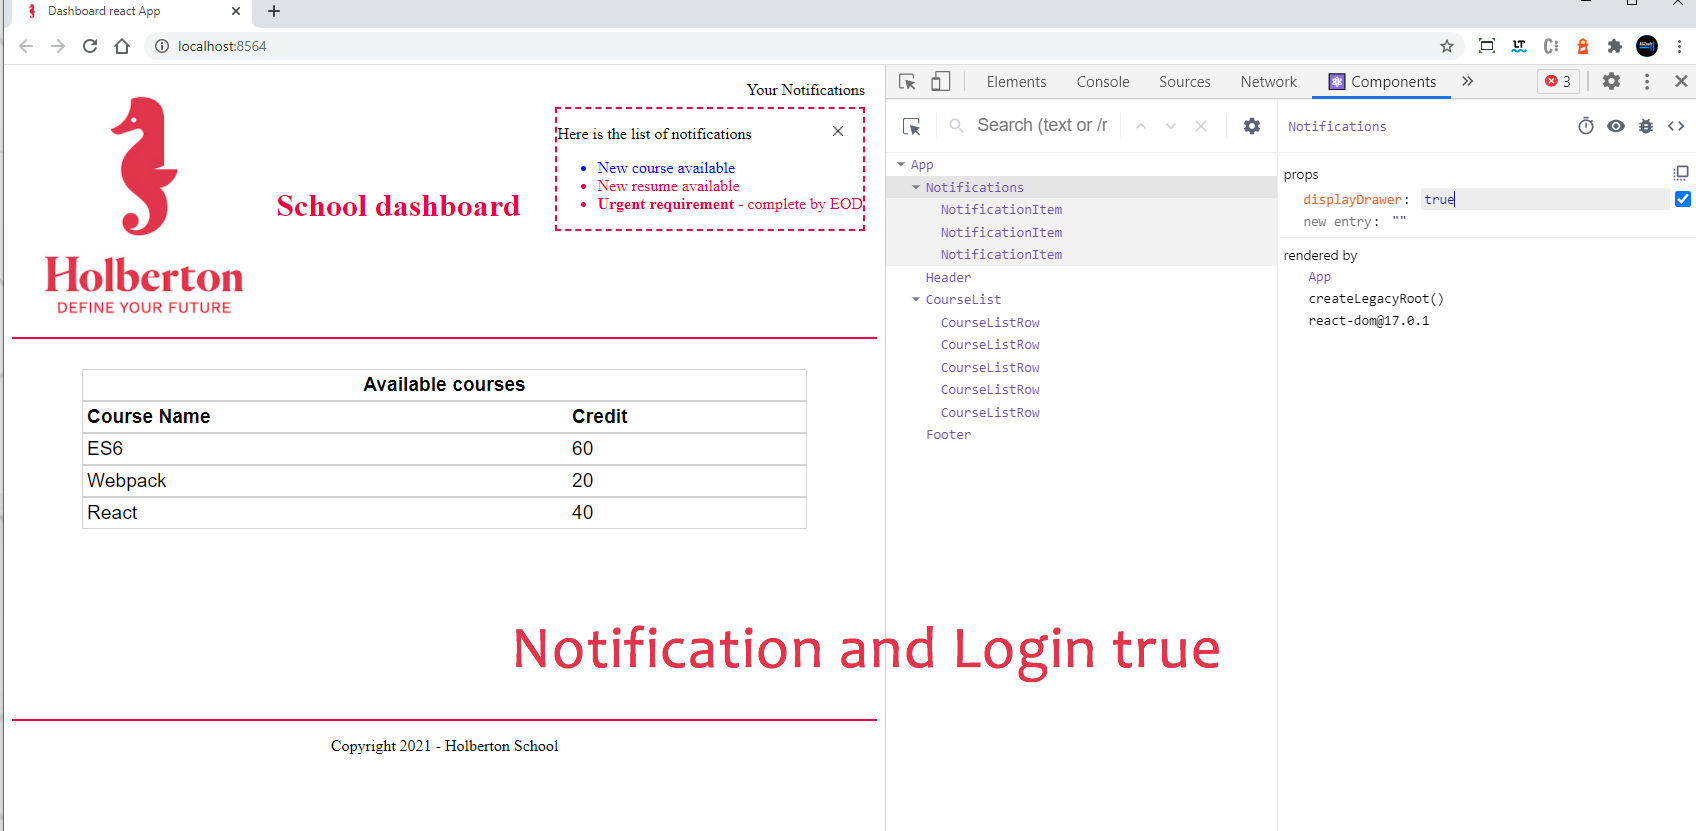 Dashboard react App
localhost:8564
Your Notifications
Here is the list of notifications
New course available
New resume available
Urgent requirement - complete by EOD
School dashboard
Holberton
DEFINE YOUR FUTURE
Available courses
Course Name Credit
ES6 60
Webpack 20
React 40
Notification and Login true
Copyright 2021 - Holberton School
Elements Console Sources Network Components 3
Search (text or /r
App
Notifications
NotificationItem
NotificationItem
NotificationItem
Header
CourseList
CourseListRow
CourseListRow
CourseListRow
CourseListRow
CourseListRow
Footer
Notifications
props
displayDrawer: true
new entry: ""
rendered by
App
createLegacyRoot()
react-dom@17.0.1